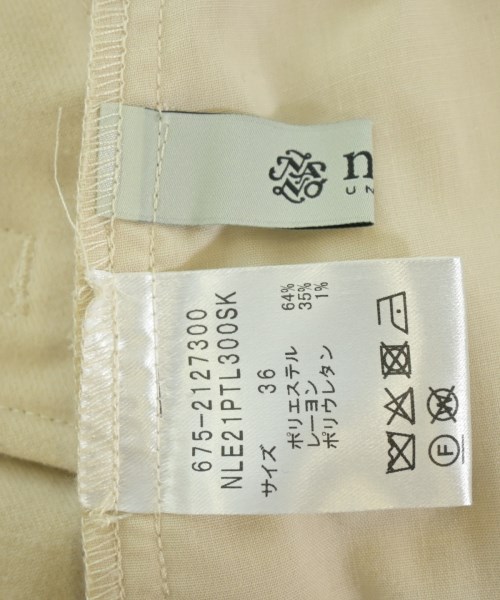 n
UN
675-2127300
NLE21PTL300SK
サイズ 36
ポリエステル 64%
レーヨン 35%
ポリウレタン 1%
F